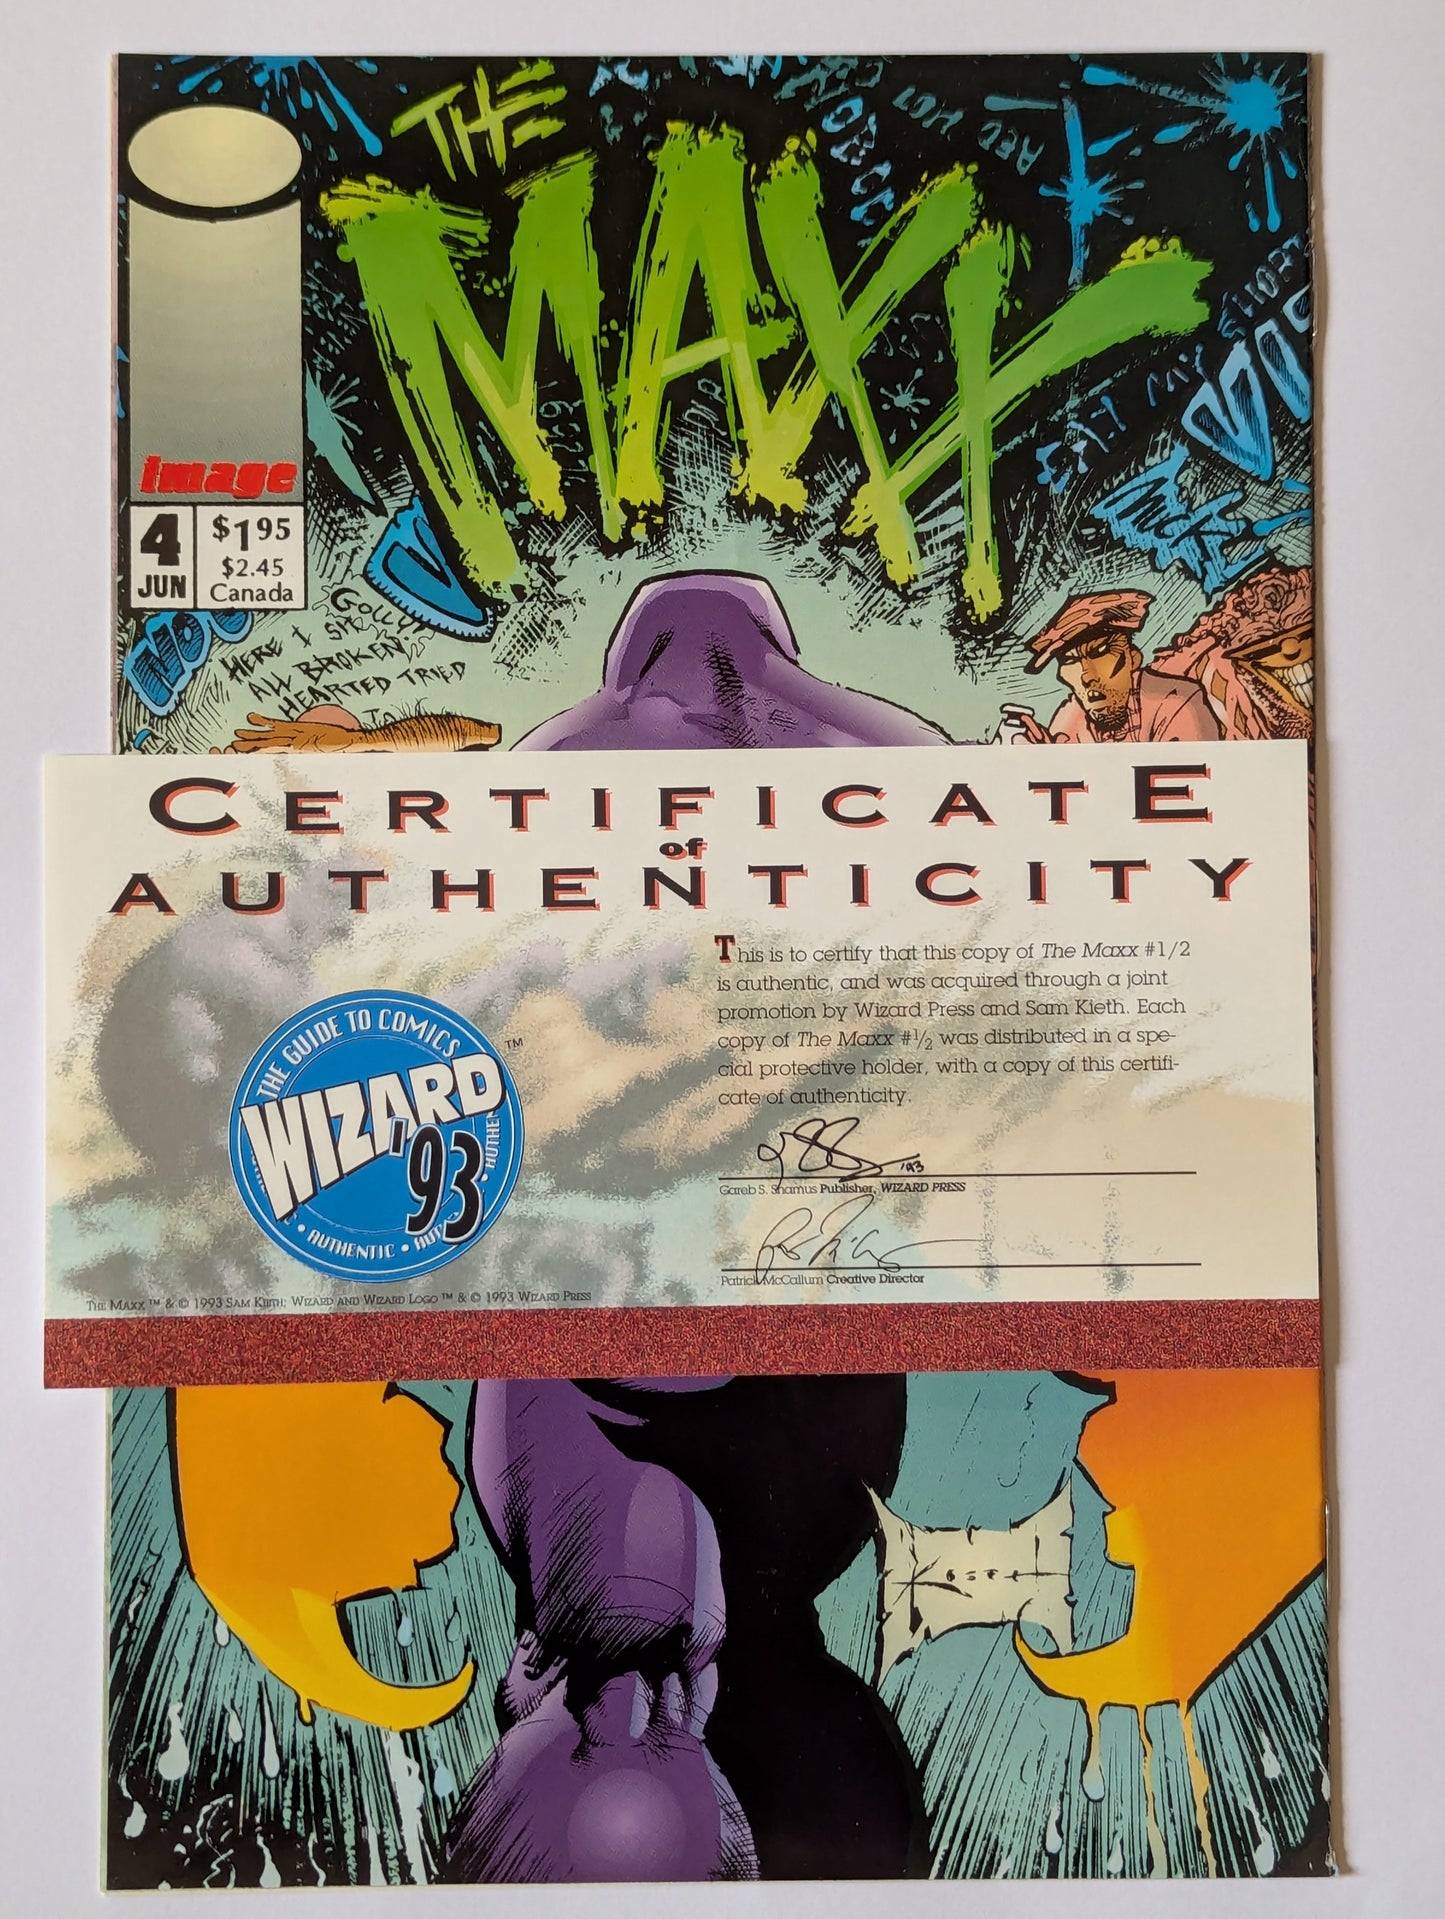 THE
MAXX
image
4
JUN
$1.95
$2.45
Canada
GOLLY!
HERE I SIT
ALL BROKEN
HEARTED TRIED
TO
CERTIFICATE
of
AUTHENTICITY
This is to certify that this copy of The Maxx #1/2
is authentic, and was acquired through a joint
promotion by Wizard Press and Sam Kieth. Each
copy of The Maxx #1/2 was distributed in a spe-
cial protective holder, with a copy of this certifi-
cate of authenticity.
THE GUIDE TO COMICS
WIZARD ™
'93
• AUTHENTIC •
'93
Gareb S. Shamus Publisher, WIZARD PRESS
Patrick McCallum Creative Director
THE MAXX ™ & © 1993 SAM KIETH; WIZARD AND WIZARD LOGO ™ & © 1993 WIZARD PRESS
KIETH